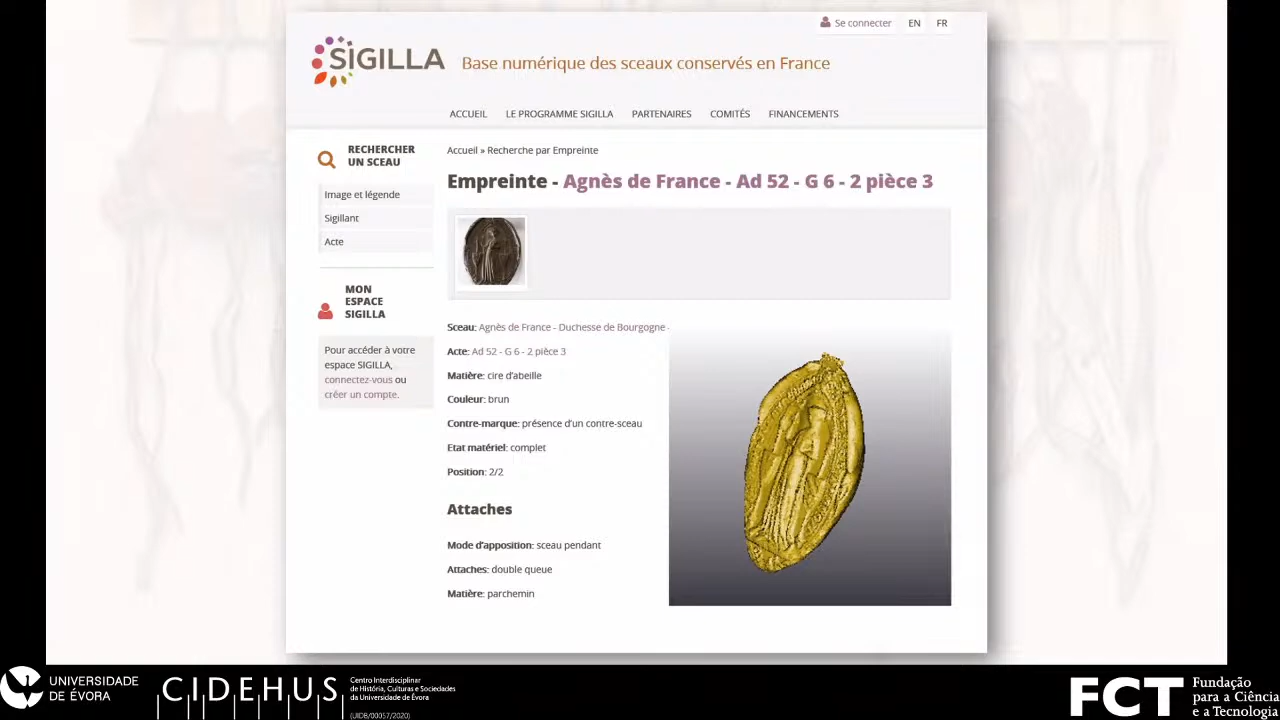 Se connecter EN FR
SIGILLA
Base numérique des sceaux conservés en France
ACCUEIL LE PROGRAMME SIGILLA PARTENAIRES COMITÉS FINANCEMENTS
RECHERCHER
UN SCEAU
Image et légende
Sigillant
Acte
MON
ESPACE
SIGILLA
Pour accéder à votre
espace SIGILLA,
connectez-vous ou
créer un compte.
Accueil » Recherche par Empreinte
Empreinte - Agnès de France - Ad 52 - G 6 - 2 pièce 3
Sceau: Agnès de France - Duchesse de Bourgogne -
Acte: Ad 52 - G 6 - 2 pièce 3
Matière: cire d'abeille
Couleur: brun
Contre-marque: présence d'un contre-sceau
Etat matériel: complet
Position: 2/2
Attaches
Mode d'apposition: sceau pendant
Attaches: double queue
Matière: parchemin
UNIVERSIDADE
DE ÉVORA
CIDEHUS
Centro Interdisciplinar
de História, Culturas e Sociedades
da Universidade de Évora
(UIDB/00057/2020)
FCT
Fundação
para a Ciência
e a Tecnologia